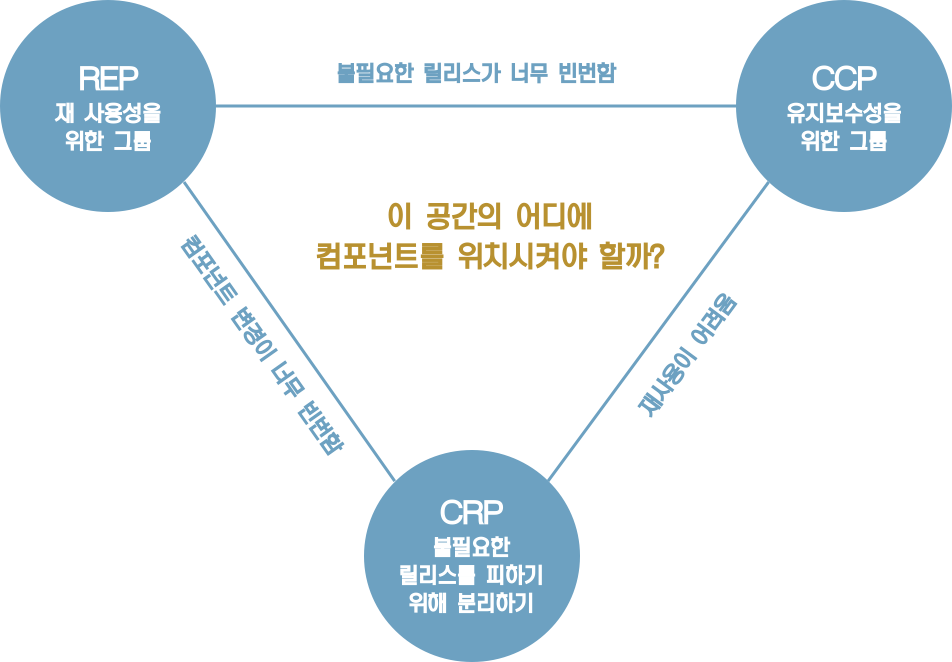 REP
재 사용성을
위한 그룹
불필요한 릴리스가 너무 빈번함
CCP
유지보수성을
위한 그룹
이 공간의 어디에
컴포넌트를 위치시켜야 할까?
컴포넌트 변경이 너무 빈번함
재사용이 어려움
CRP
불필요한
릴리스를 피하기
위해 분리하기